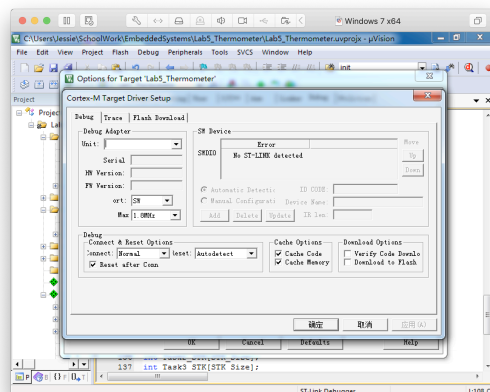 Windows 7 x64
C:\Users\Jessie\SchoolWork\EmbeddedSystems\Lab5_Thermometer\Lab5_Thermometer.uvprojx - µVision
File Edit View Project Flash Debug Peripherals Tools SVCS Window Help
init
Options for Target 'Lab5_Thermometer'
Project
Cortex-M Target Driver Setup
Debug Trace Flash Download
Debug Adapter
Unit:
Serial
HW Version:
FW Version:
ort: SW
Max 1.8MHz
SW Device
Error
SWDIO No ST-LINK detected
Move
Up
Down
Automatic Detecti: ID CODE:
Manual Configurati Device Name:
Add Delete Update IR len:
Debug
Connect & Reset Options
Connect: Normal leset: Autodetect
Reset after Conn
Cache Options
Cache Code
Cache Memory
Download Options
Verify Code Downlo
Download to Flash
确定 取消 应用(A)
OK Cancel Defaults Help
137 int Task3_STK[STK_Size];
ST-Link Debugger